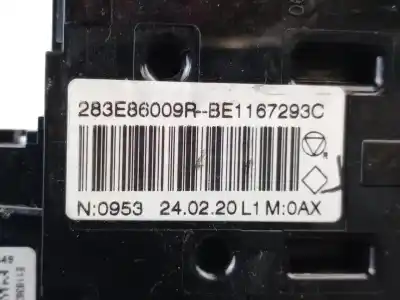 283E86009R--BE1167293C
N:0953 24.02.20 L1 M:0AX